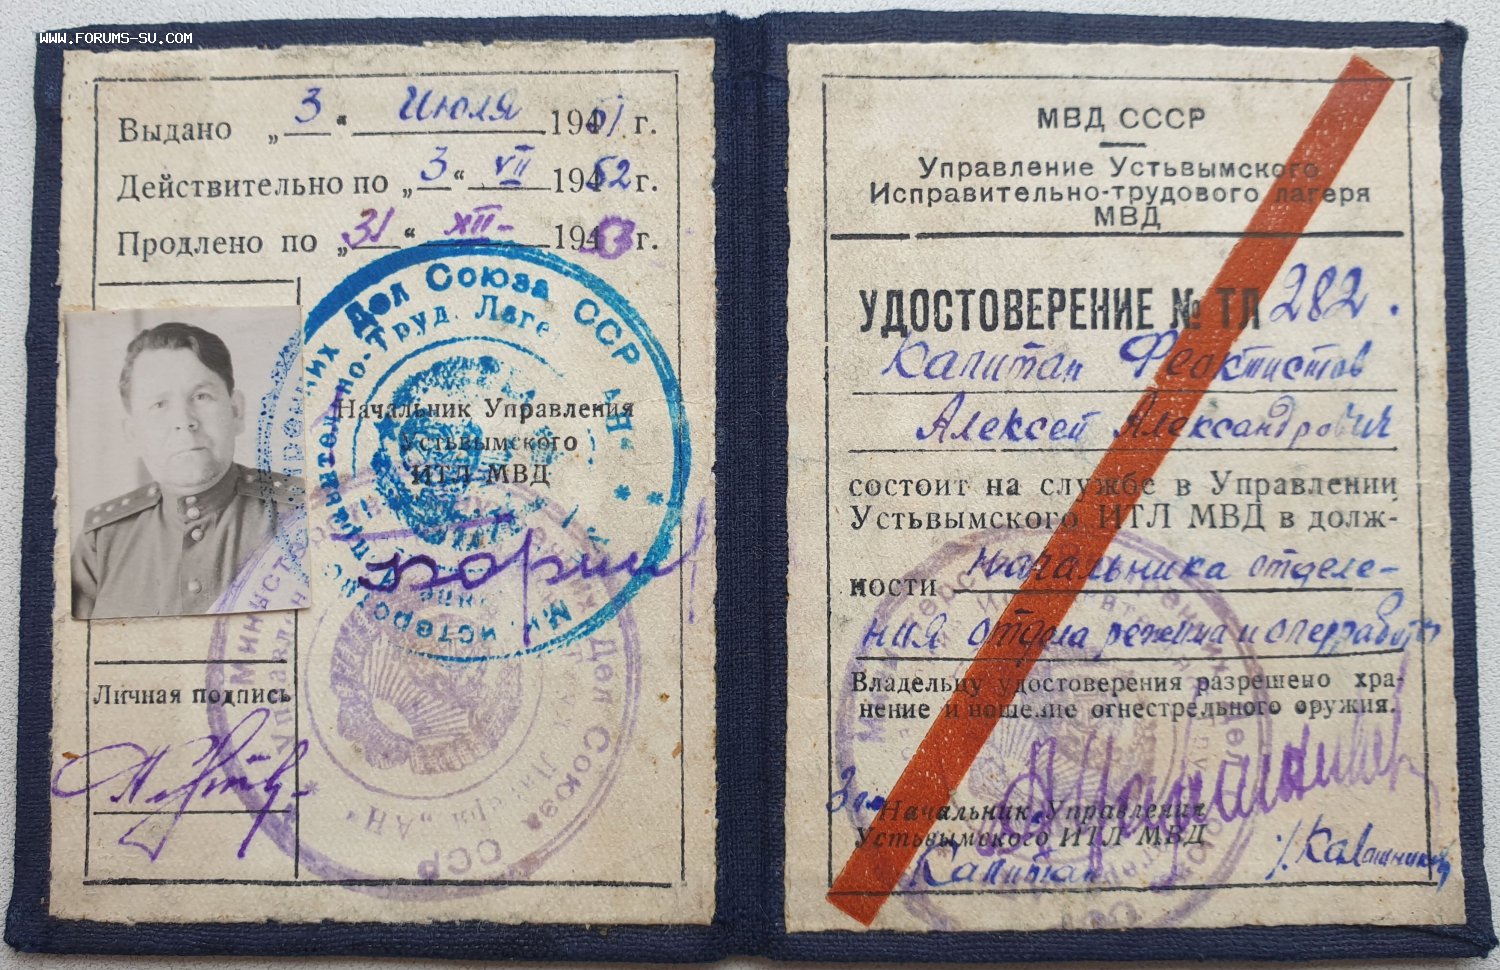 WWW.FORUMS-SU.COM
Выдано „3“ Июля 1951 г.
Действительно по „3“ VII 1952 г.
Продлено по „31“ XII- 1953 г.
Начальник Управления
Устьвымского
ИТЛ МВД
Личная подпись
Министерство Внутренних Дел Союза ССР
МВД СССР
Управление Устьвымского
Исправительно-трудового лагеря
МВД
УДОСТОВЕРЕНИЕ № ТЛ 282.
Капитан Феоктистов
Алексей Александрович
состоит на службе в Управлении
Устьвымского ИТЛ МВД в долж-
ности Начальника отделе-
ния отдела режима и оперработы
Владельцу удостоверения разрешено хра-
нение и ношение огнестрельного оружия.
Зам Начальник Управления
Устьвымского ИТЛ МВД
Капитан /Калашников/